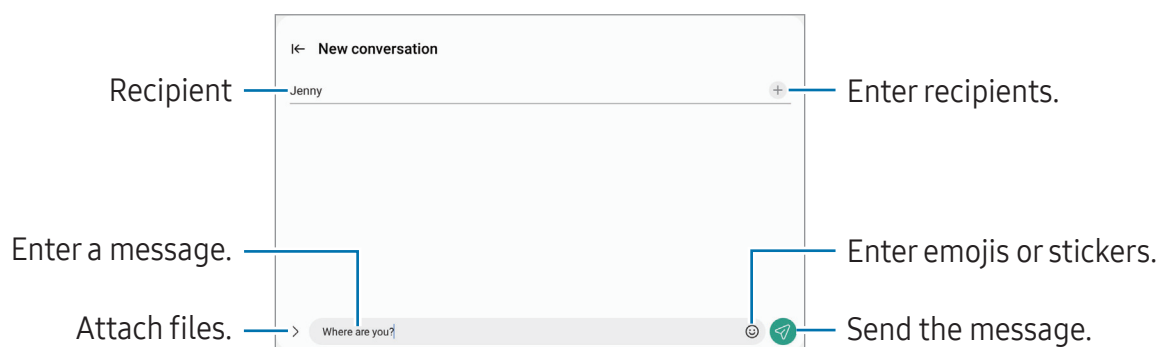 New conversation
Recipient
Jenny
Enter recipients.
Enter a message.
Enter emojis or stickers.
Attach files.
Where are you?
Send the message.